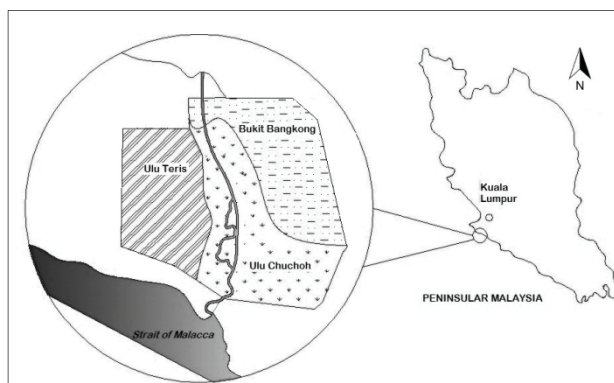 Bukit Bangkong
Ulu Teris
Ulu Chuchoh
Strait of Malacca
N
Kuala
Lumpur
PENINSULAR MALAYSIA